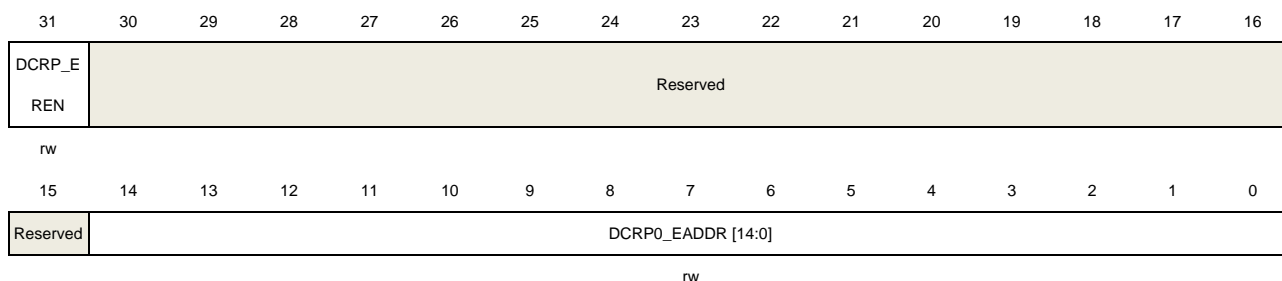 31 30 29 28 27 26 25 24 23 22 21 20 19 18 17 16
DCRP_E
REN
Reserved
rw
15 14 13 12 11 10 9 8 7 6 5 4 3 2 1 0
Reserved DCRP0_EADDR [14:0]
rw